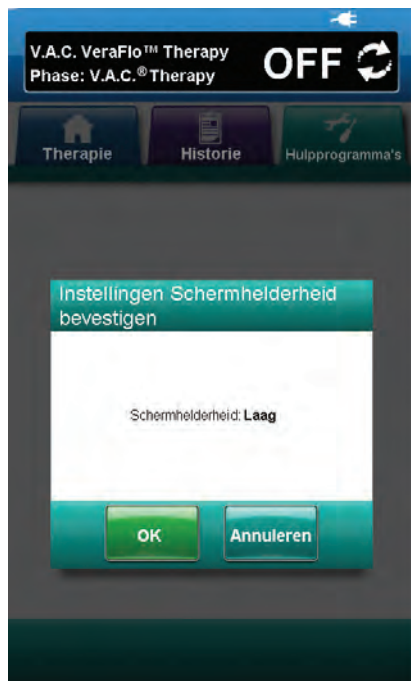 V.A.C. VeraFlo™ Therapy
Phase: V.A.C.® Therapy
OFF
Therapie
Historie
Hulpprogramma's
Instellingen Schermhelderheid
bevestigen
Schermhelderheid: Laag
OK
Annuleren